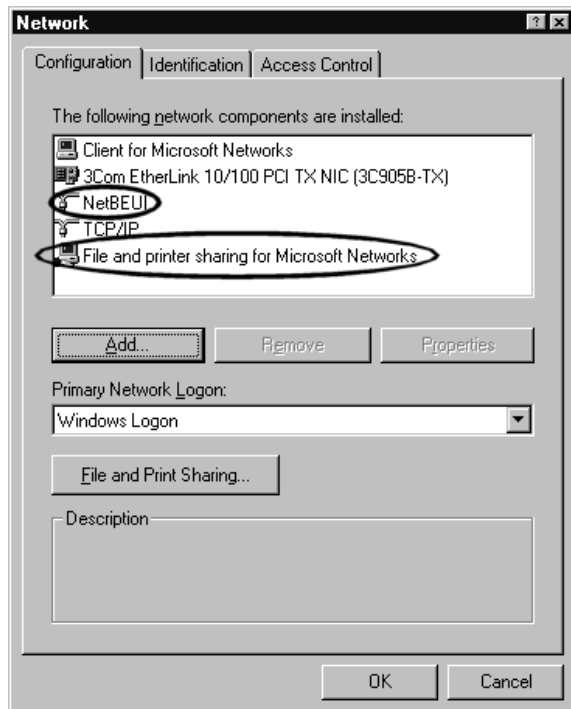 Network
Configuration Identification Access Control
The following network components are installed:
Client for Microsoft Networks
3Com EtherLink 10/100 PCI TX NIC (3C905B-TX)
NetBEUI
TCP/IP
File and printer sharing for Microsoft Networks
Add... Remove Properties
Primary Network Logon:
Windows Logon
File and Print Sharing...
Description
OK Cancel